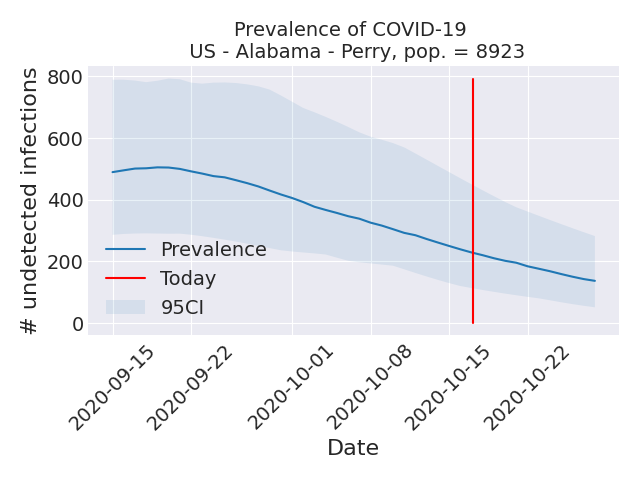 Prevalence of COVID-19
US - Alabama - Perry, pop. = 8923
# undetected infections
800
600
400
200
0
Prevalence
Today
95CI
2020-09-15
2020-09-22
2020-10-01
2020-10-08
2020-10-15
2020-10-22
Date